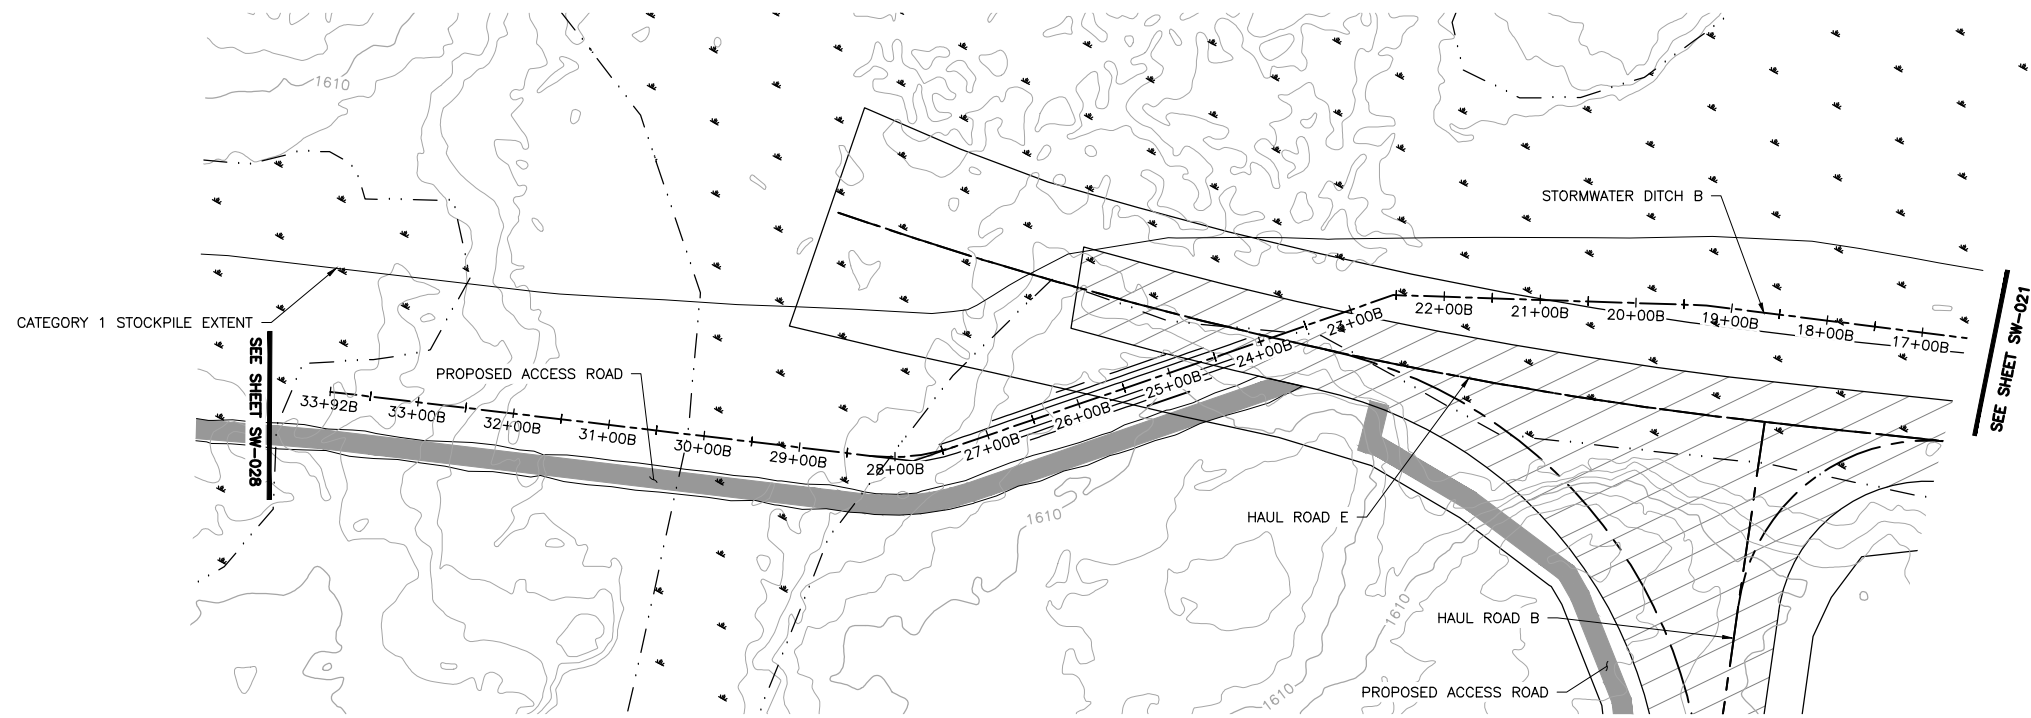 1610
STORMWATER DITCH B
CATEGORY 1 STOCKPILE EXTENT
SEE SHEET SW-028
SEE SHEET SW-021
PROPOSED ACCESS ROAD
33+92B
33+00B
32+00B
31+00B
30+00B
29+00B
28+00B
27+00B
26+00B
25+00B
24+00B
23+00B
22+00B
21+00B
20+00B
19+00B
18+00B
17+00B
1610
HAUL ROAD E
1610
HAUL ROAD B
1610
PROPOSED ACCESS ROAD